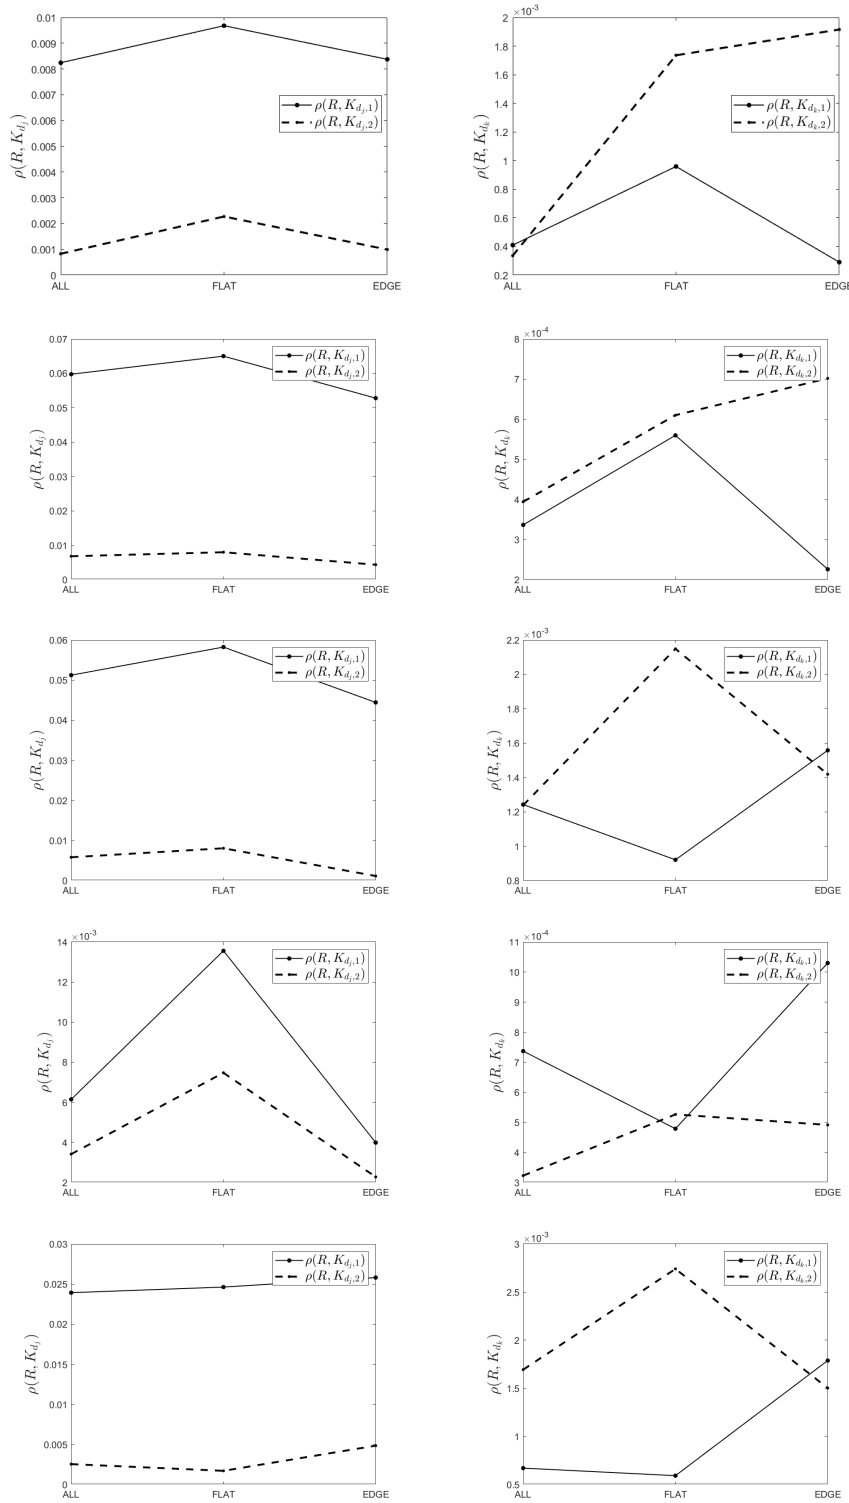 0.01
0.009
0.008
0.007
0.006
0.005
0.004
0.003
0.002
0.001
0
ρ(R, K_{d_j})
ρ(R, K_{d_j,1})
ρ(R, K_{d_j,2})
ALL FLAT EDGE
×10^{-3}
2
1.8
1.6
1.4
1.2
1
0.8
0.6
0.4
0.2
ρ(R, K_{d_k})
ρ(R, K_{d_k,1})
ρ(R, K_{d_k,2})
ALL FLAT EDGE
0.07
0.06
0.05
0.04
0.03
0.02
0.01
0
ρ(R, K_{d_j})
ρ(R, K_{d_j,1})
ρ(R, K_{d_j,2})
ALL FLAT EDGE
×10^{-4}
8
7
6
5
4
3
2
ρ(R, K_{d_k})
ρ(R, K_{d_k,1})
ρ(R, K_{d_k,2})
ALL FLAT EDGE
0.06
0.05
0.04
0.03
0.02
0.01
0
ρ(R, K_{d_j})
ρ(R, K_{d_j,1})
ρ(R, K_{d_j,2})
ALL FLAT EDGE
×10^{-3}
2.2
2
1.8
1.6
1.4
1.2
1
0.8
ρ(R, K_{d_k})
ρ(R, K_{d_k,1})
ρ(R, K_{d_k,2})
ALL FLAT EDGE
×10^{-3}
14
12
10
8
6
4
2
ρ(R, K_{d_j})
ρ(R, K_{d_j,1})
ρ(R, K_{d_j,2})
ALL FLAT EDGE
×10^{-4}
11
10
9
8
7
6
5
4
3
ρ(R, K_{d_k})
ρ(R, K_{d_k,1})
ρ(R, K_{d_k,2})
ALL FLAT EDGE
0.03
0.025
0.02
0.015
0.01
0.005
0
ρ(R, K_{d_j})
ρ(R, K_{d_j,1})
ρ(R, K_{d_j,2})
ALL FLAT EDGE
×10^{-3}
3
2.5
2
1.5
1
0.5
ρ(R, K_{d_k})
ρ(R, K_{d_k,1})
ρ(R, K_{d_k,2})
ALL FLAT EDGE